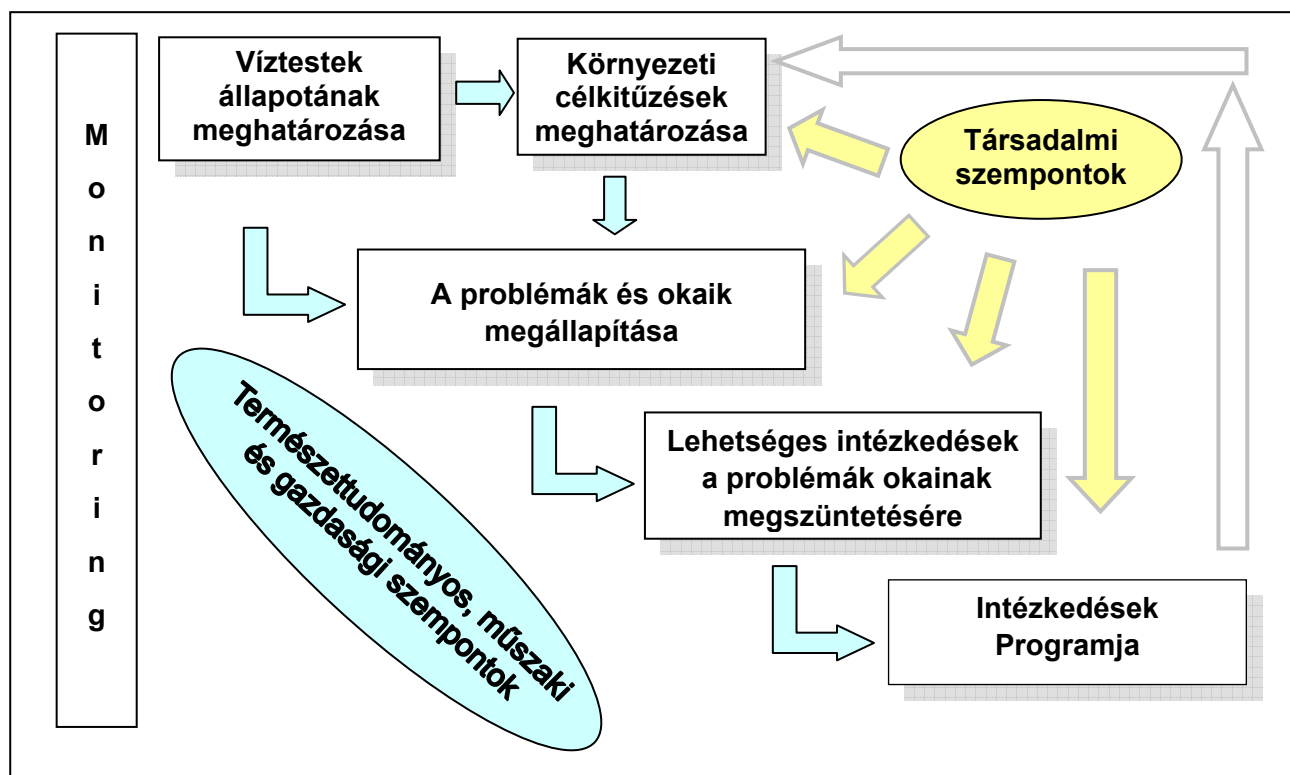 Monitoring
Víztestek
állapotának
meghatározása
Környezeti
célkitűzések
meghatározása
Társadalmi
szempontok
A problémák és okaik
megállapítása
Természettudományos, műszaki
és gazdasági szempontok
Lehetséges intézkedések
a problémák okainak
megszüntetésére
Intézkedések
Programja